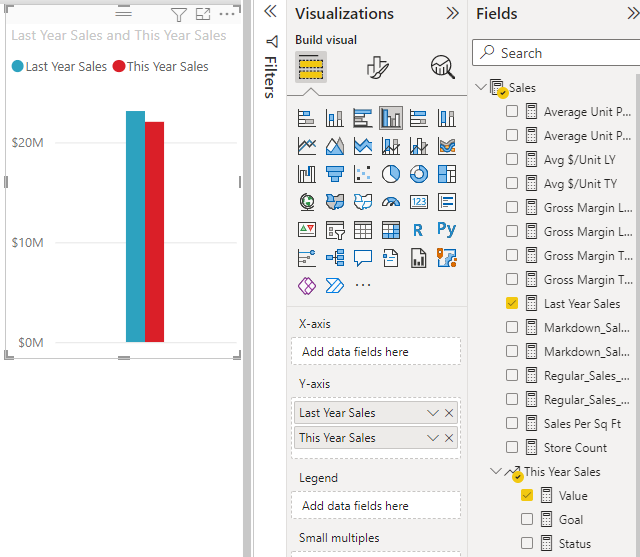 Last Year Sales and This Year Sales
Last Year Sales
This Year Sales
$20M
$10M
$0M
Filters
Visualizations
Build visual
123
R
Py
X-axis
Add data fields here
Y-axis
Last Year Sales
This Year Sales
Legend
Add data fields here
Small multiples
Fields
Search
Sales
Average Unit P...
Average Unit P...
Avg $/Unit LY
Avg $/Unit TY
Gross Margin L...
Gross Margin L...
Gross Margin T...
Gross Margin T...
Last Year Sales
Markdown_Sal...
Markdown_Sal...
Regular_Sales_...
Regular_Sales_...
Sales Per Sq Ft
Store Count
This Year Sales
Value
Goal
Status